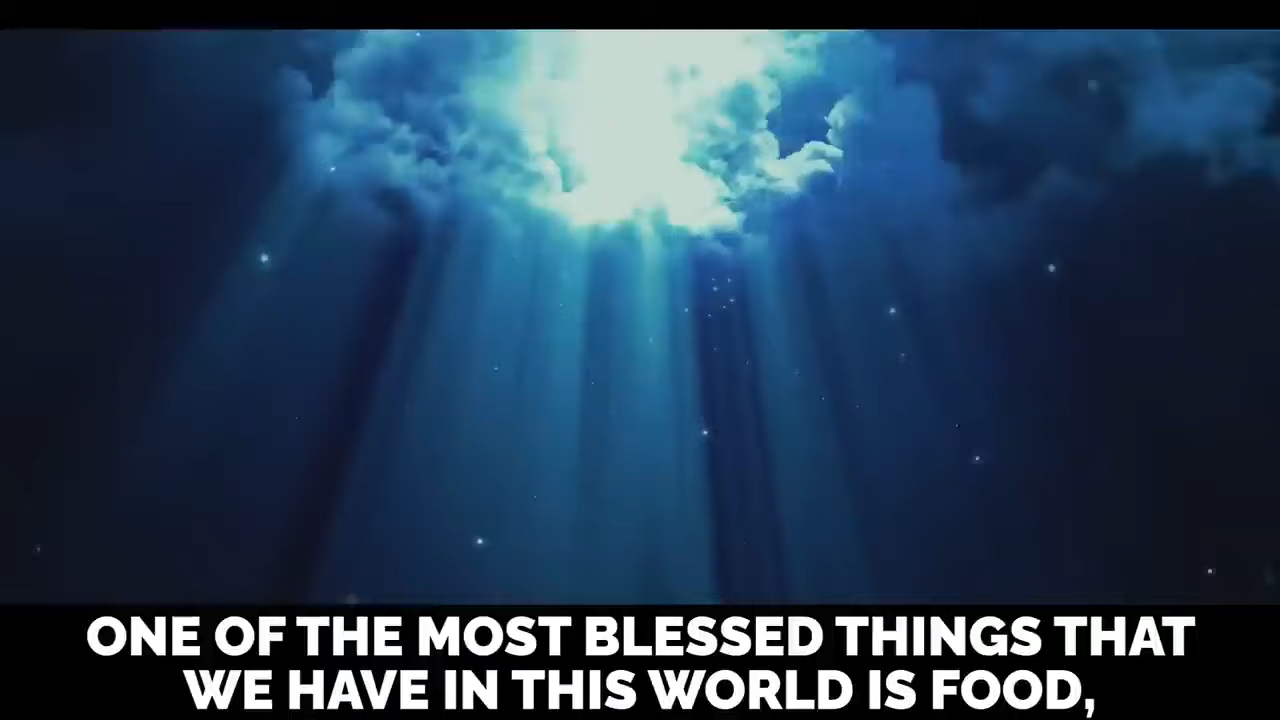 ONE OF THE MOST BLESSED THINGS THAT
WE HAVE IN THIS WORLD IS FOOD,